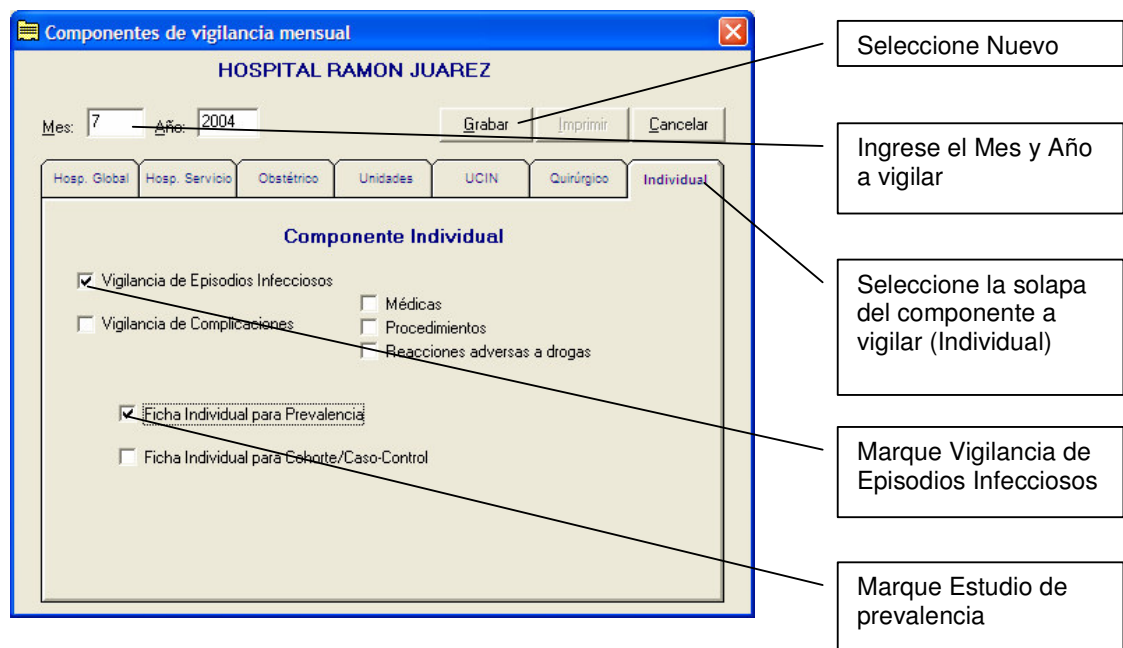 Componentes de vigilancia mensual
HOSPITAL RAMON JUAREZ
Mes: 7 Año: 2004 Grabar Imprimir Cancelar
Hosp. Global Hosp. Servicio Obstétrico Unidades UCIN Quirúrgico Individual
Componente Individual
Vigilancia de Episodios Infecciosos
Médicas
Vigilancia de Complicaciones
Procedimientos
Reacciones adversas a drogas
Ficha Individual para Prevalencia
Ficha Individual para Cohorte/Caso-Control
Seleccione Nuevo
Ingrese el Mes y Año
a vigilar
Seleccione la solapa
del componente a
vigilar (Individual)
Marque Vigilancia de
Episodios Infecciosos
Marque Estudio de
prevalencia